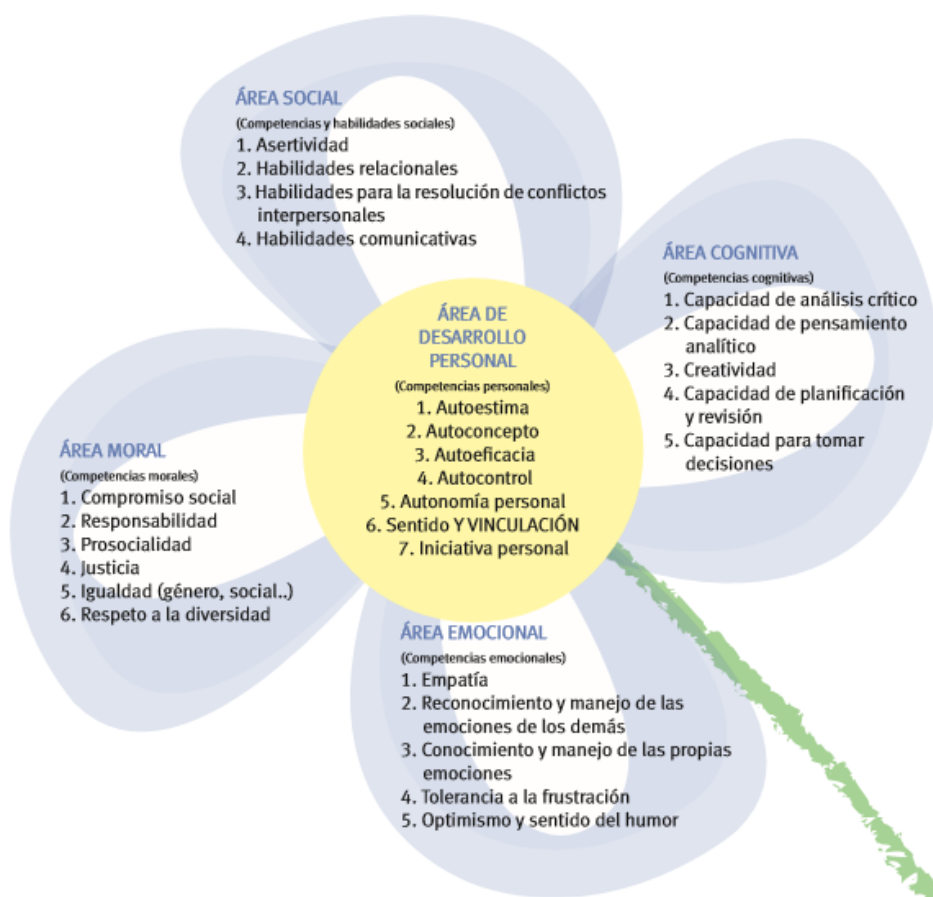 ÁREA SOCIAL
(Competencias y habilidades sociales)
1. Asertividad
2. Habilidades relacionales
3. Habilidades para la resolución de conflictos
interpersonales
4. Habilidades comunicativas
ÁREA COGNITIVA
(Competencias cognitivas)
1. Capacidad de análisis crítico
2. Capacidad de pensamiento
analítico
3. Creatividad
4. Capacidad de planificación
y revisión
5. Capacidad para tomar
decisiones
ÁREA DE
DESARROLLO
PERSONAL
(Competencias personales)
1. Autoestima
2. Autoconcepto
3. Autoeficacia
4. Autocontrol
5. Autonomía personal
6. Sentido Y VINCULACIÓN
7. Iniciativa personal
ÁREA MORAL
(Competencias morales)
1. Compromiso social
2. Responsabilidad
3. Prosocialidad
4. Justicia
5. Igualdad (género, social..)
6. Respeto a la diversidad
ÁREA EMOCIONAL
(Competencias emocionales)
1. Empatía
2. Reconocimiento y manejo de las
emociones de los demás
3. Conocimiento y manejo de las propias
emociones
4. Tolerancia a la frustración
5. Optimismo y sentido del humor